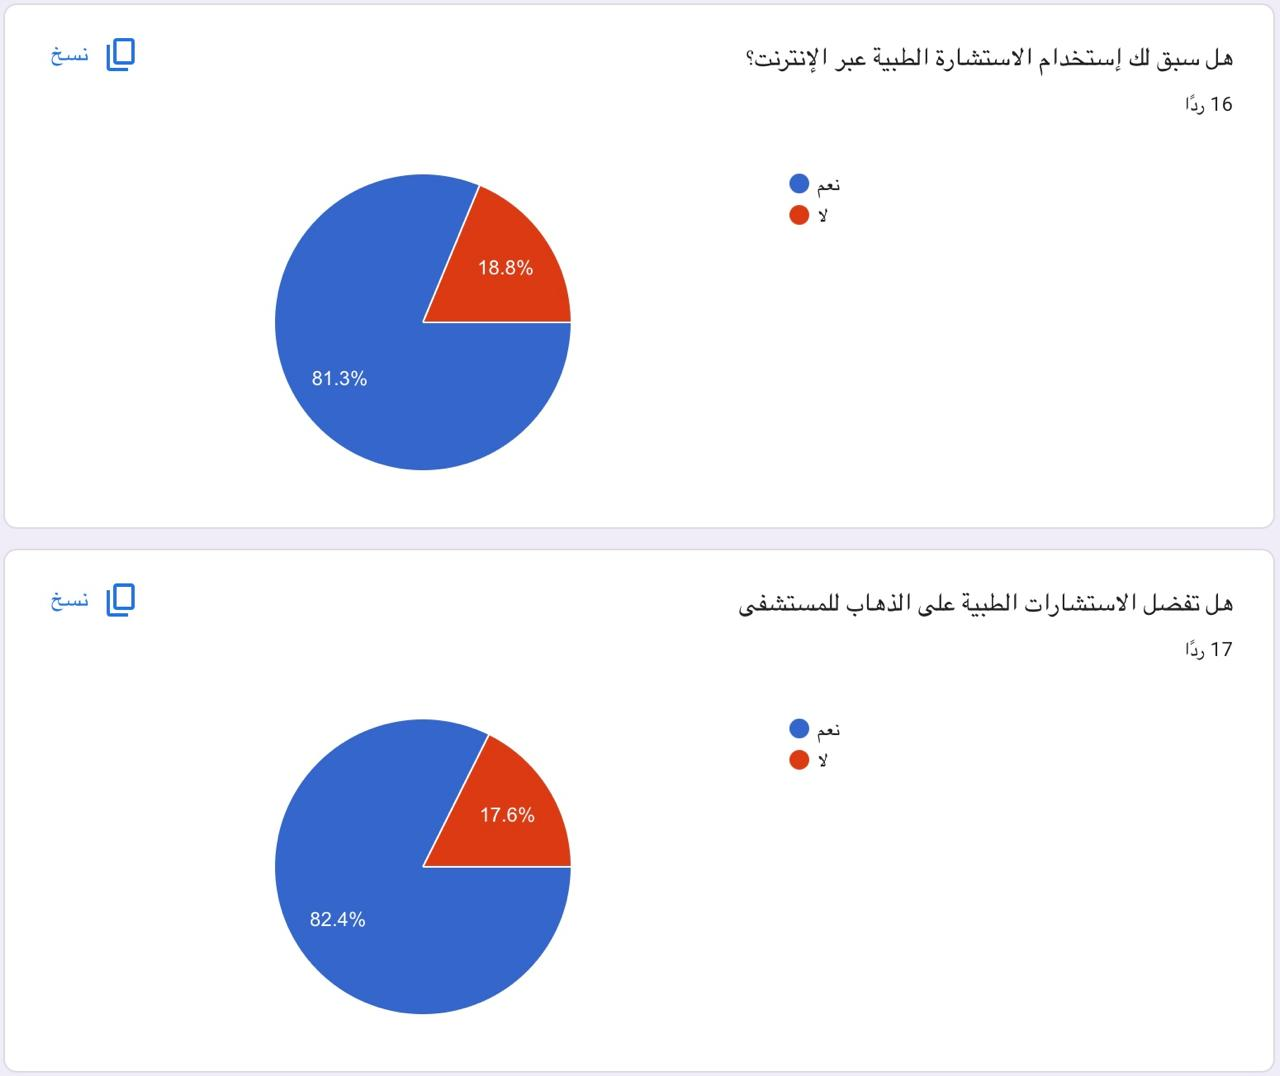 هل سبق لك إستخدام الاستشارة الطبية عبر الإنترنت؟
نسخ
16 ردًا
نعم
لا
18.8%
81.3%
هل تفضل الاستشارات الطبية على الذهاب للمستشفى
نسخ
17 ردًا
نعم
لا
17.6%
82.4%